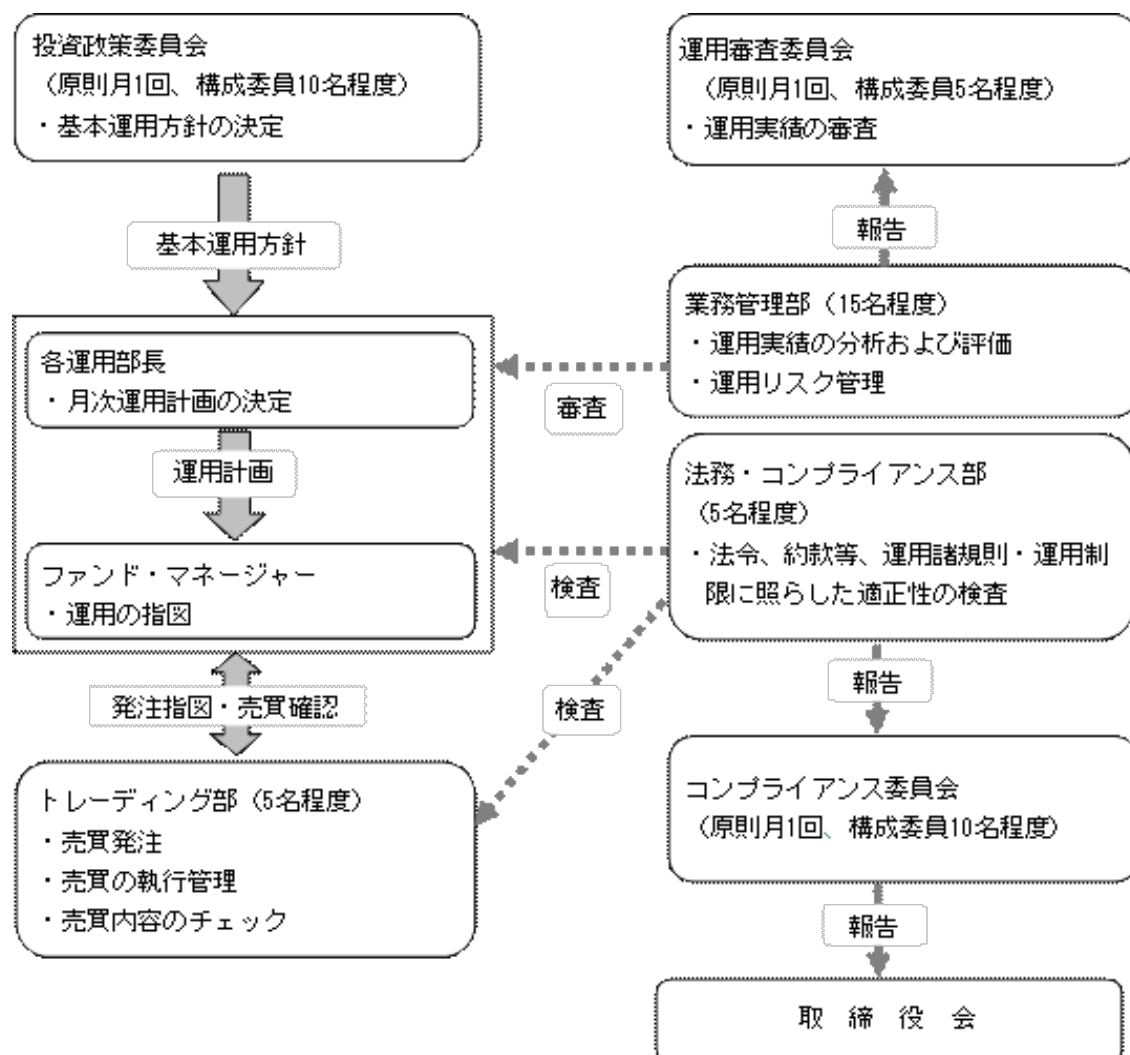 投資政策委員会
（原則月1回、構成委員10名程度）
・基本運用方針の決定
基本運用方針
各運用部長
・月次運用計画の決定
運用計画
ファンド・マネージャー
・運用の指図
発注指図・売買確認
トレーディング部（5名程度）
・売買発注
・売買の執行管理
・売買内容のチェック
運用審査委員会
（原則月1回、構成委員5名程度）
・運用実績の審査
報告
業務管理部（15名程度）
・運用実績の分析および評価
・運用リスク管理
審査
法務・コンプライアンス部
（5名程度）
・法令、約款等、運用諸規則・運用制
限に照らした適正性の検査
検査
検査
報告
コンプライアンス委員会
（原則月1回、構成委員10名程度）
報告
取　締　役　会